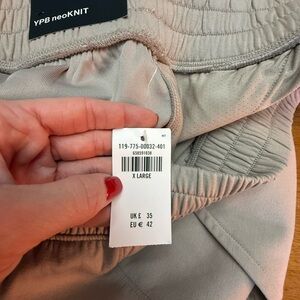 YPB neoKNIT
119-775-00032-401
X LARGE
UK £ 35
EU € 42